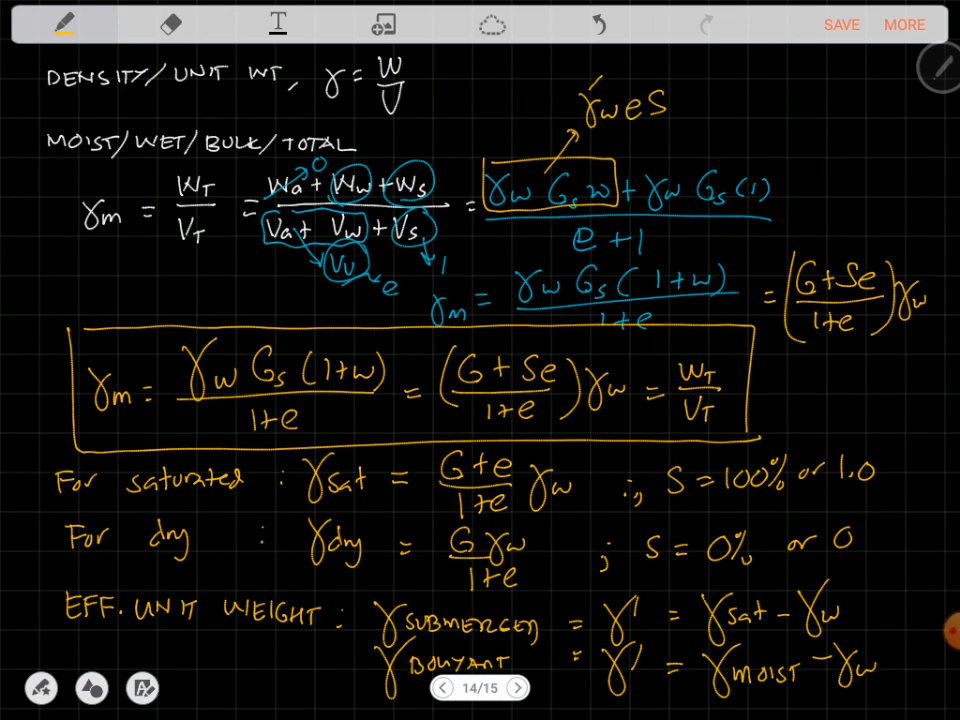 T
SAVE MORE
DENSITY/UNIT WT, γ = W/V
γw e S
MOIST/WET/BULK/TOTAL
γm = WT/VT = (Wa + Ww + Ws)/(Va + Vw + Vs) = (γw Gs w + γw Gs (1))/(e + 1)
0
Vv e 1
γm = γw Gs (1+w)/(1+e) = ((G+Se)/(1+e)) γw
γm = γw Gs (1+w)/(1+e) = ((G+Se)/(1+e)) γw = WT/VT
For saturated : γsat = (G+e)/(1+e) γw ;, S = 100% or 1.0
For dry : γdry = Gγw/(1+e) ; S = 0% or 0
EFF. UNIT WEIGHT : γSUBMERGED = γ' = γsat - γw
γBOUYANT = γ' = γMOIST - γw
14/15